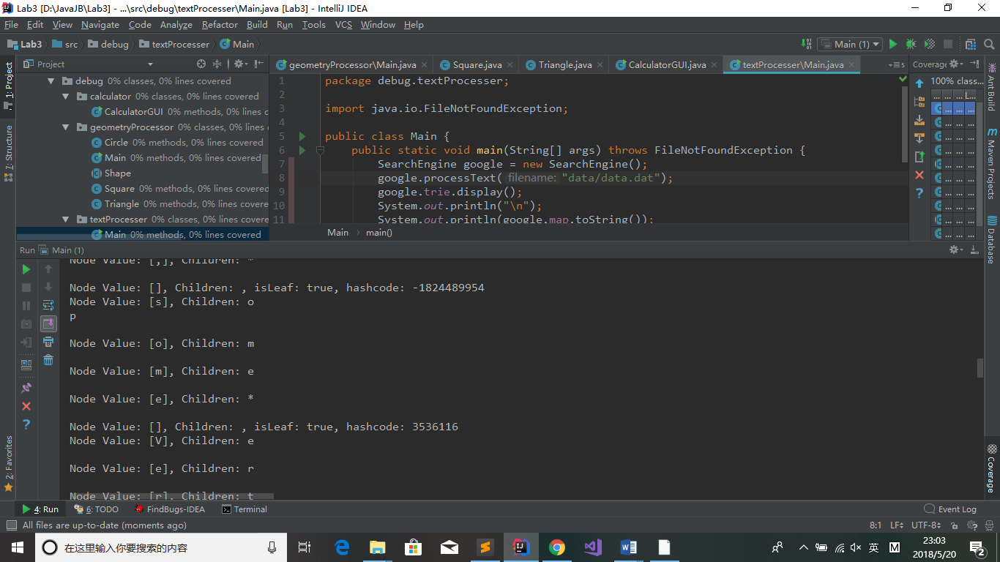 Lab3 [D:\JavaJB\Lab3] - ...\src\debug\textProcesser\Main.java [Lab3] - IntelliJ IDEA
File Edit View Navigate Code Analyze Refactor Build Run Tools VCS Window Help
Lab3 src debug textProcesser Main
Main (1)
1: Project
7: Structure
2: Favorites
Project
debug 0% classes, 0% lines covered
calculator 0% classes, 0% lines covered
CalculatorGUI 0% methods, 0% lines c
geometryProcessor 0% classes, 0% lines
Circle 0% methods, 0% lines covered
Main 0% methods, 0% lines covered
Shape
Square 0% methods, 0% lines covered
Triangle 0% methods, 0% lines covered
textProcesser 0% classes, 0% lines covere
Main 0% methods, 0% lines covered
geometryProcessor\Main.java Square.java Triangle.java CalculatorGUI.java textProcesser\Main.java
1 package debug.textProcesser;
2
3 import java.io.FileNotFoundException;
4
5 public class Main {
6 public static void main(String[] args) throws FileNotFoundException {
7 SearchEngine google = new SearchEngine();
8 google.processText( filename: "data/data.dat");
9 google.trie.display();
10 System.out.println("\n");
11 System.out.println(google.map.toString());
Main main()
Coverage
100% class...
... ... ... L...
Ant Build
Maven Projects
Database
Coverage
Run Main (1)
Node Value: [,], Children: *
Node Value: [], Children: , isLeaf: true, hashcode: -1824489954
Node Value: [s], Children: o
p
Node Value: [o], Children: m
Node Value: [m], Children: e
Node Value: [e], Children: *
Node Value: [], Children: , isLeaf: true, hashcode: 3536116
Node Value: [V], Children: e
Node Value: [e], Children: r
Node Value: [r], Children: t
4: Run 6: TODO FindBugs-IDEA Terminal Event Log
All files are up-to-date (moments ago) 8:1 LF UTF-8
在这里输入你要搜索的内容
英 M 23:03
2018/5/20
2